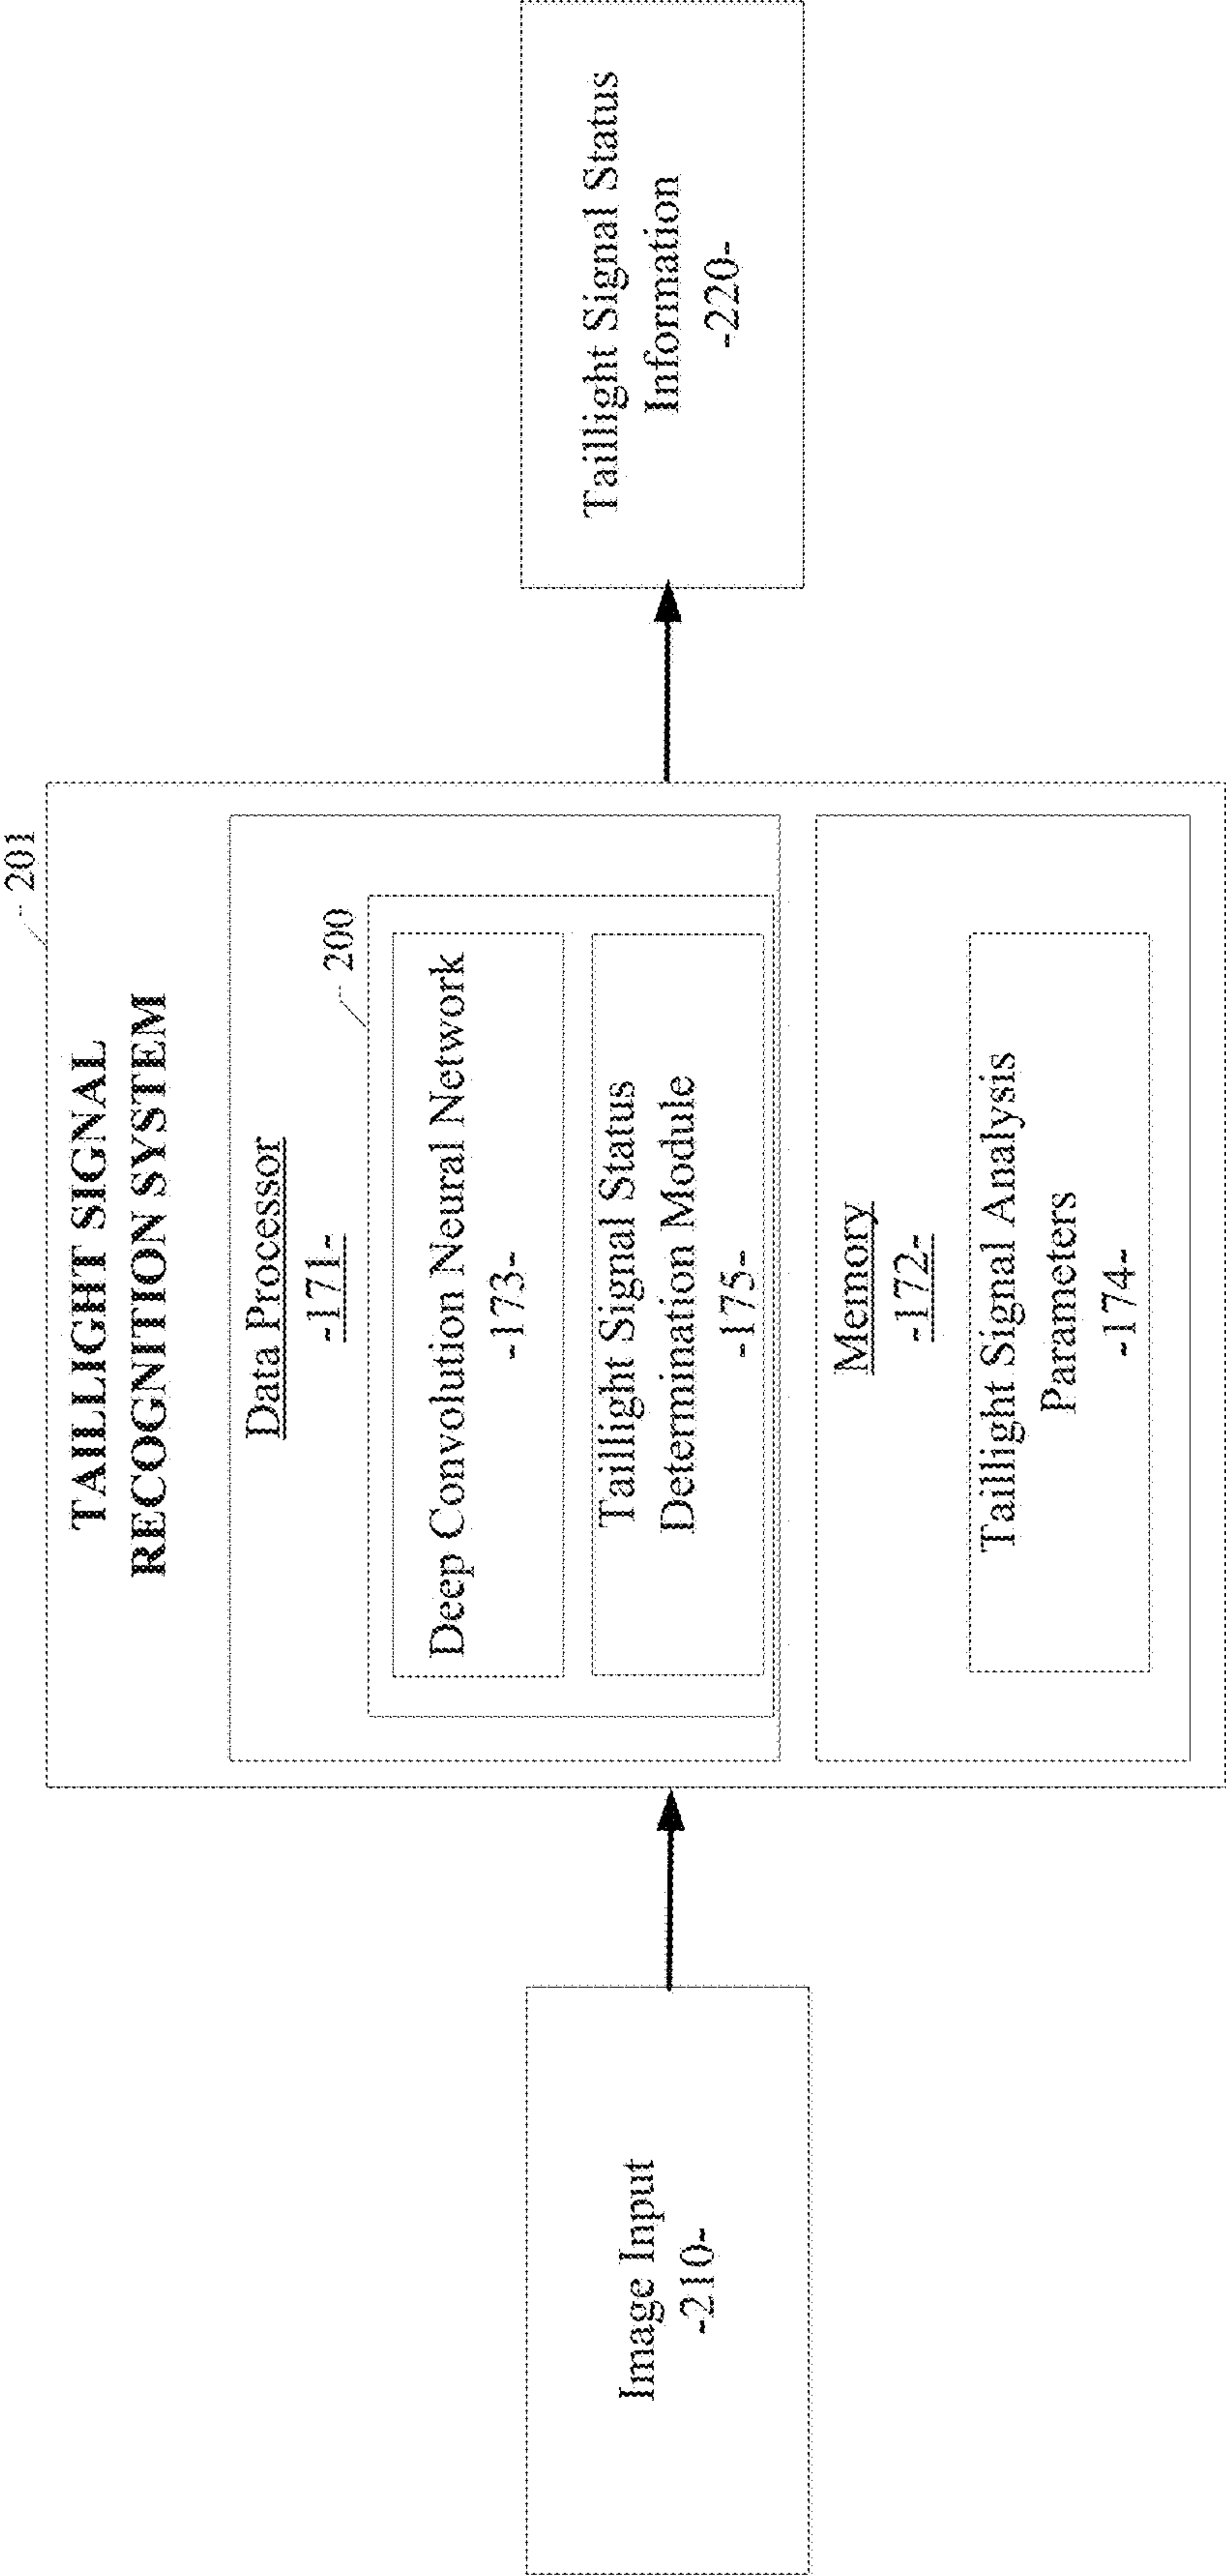 201
TAILLIGHT SIGNAL
RECOGNITION SYSTEM
Data Processor
-171-
200
Deep Convolution Neural Network
-173-
Taillight Signal Status
Determination Module
-175-
Memory
-172-
Taillight Signal Analysis
Parameters
-174-
Image Input
-210-
Taillight Signal Status
Information
-220-